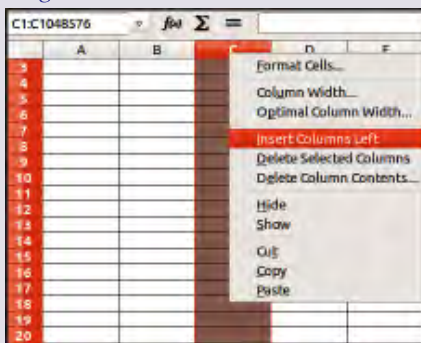 C1:C1048576 f(x) Σ =
A B C D E
3
4
5
6
7
8
9
10
11
12
13
14
15
16
17
18
19
20
Format Cells...
Column Width...
Optimal Column Width...
Insert Columns Left
Delete Selected Columns
Delete Column Contents...
Hide
Show
Cut
Copy
Paste